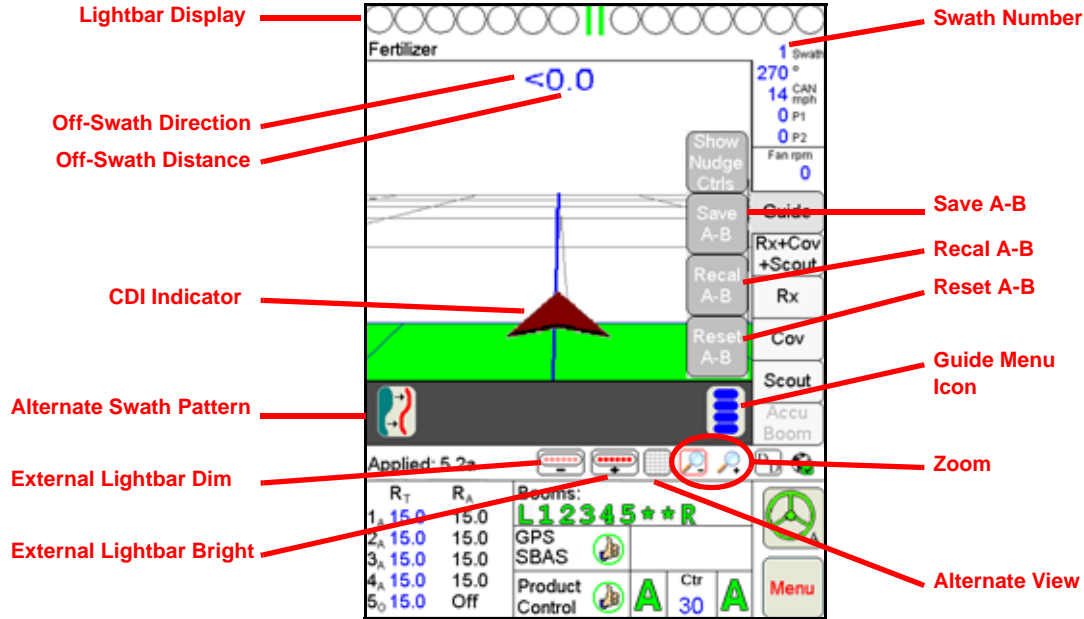 Lightbar Display
Swath Number
Fertilizer
1 Swath
270 °
14 CAN mph
0 P1
0 P2
Fan rpm
0
<0.0
Off-Swath Direction
Off-Swath Distance
Show
Nudge
Ctrls
Save
A-B
Recal
A-B
Reset
A-B
Guide
Rx+Cov
+Scout
Rx
Cov
Scout
Accu
Boom
Save A-B
Recal A-B
Reset A-B
CDI Indicator
Guide Menu
Icon
Alternate Swath Pattern
External Lightbar Dim
Zoom
External Lightbar Bright
Alternate View
Applied: 5.2a
RT RA
1A 15.0 15.0
2A 15.0 15.0
3A 15.0 15.0
4A 15.0 15.0
5O 15.0 Off
Booms:
L12345**R
GPS
SBAS
Product
Control
A
Ctr
30
A
A
Menu